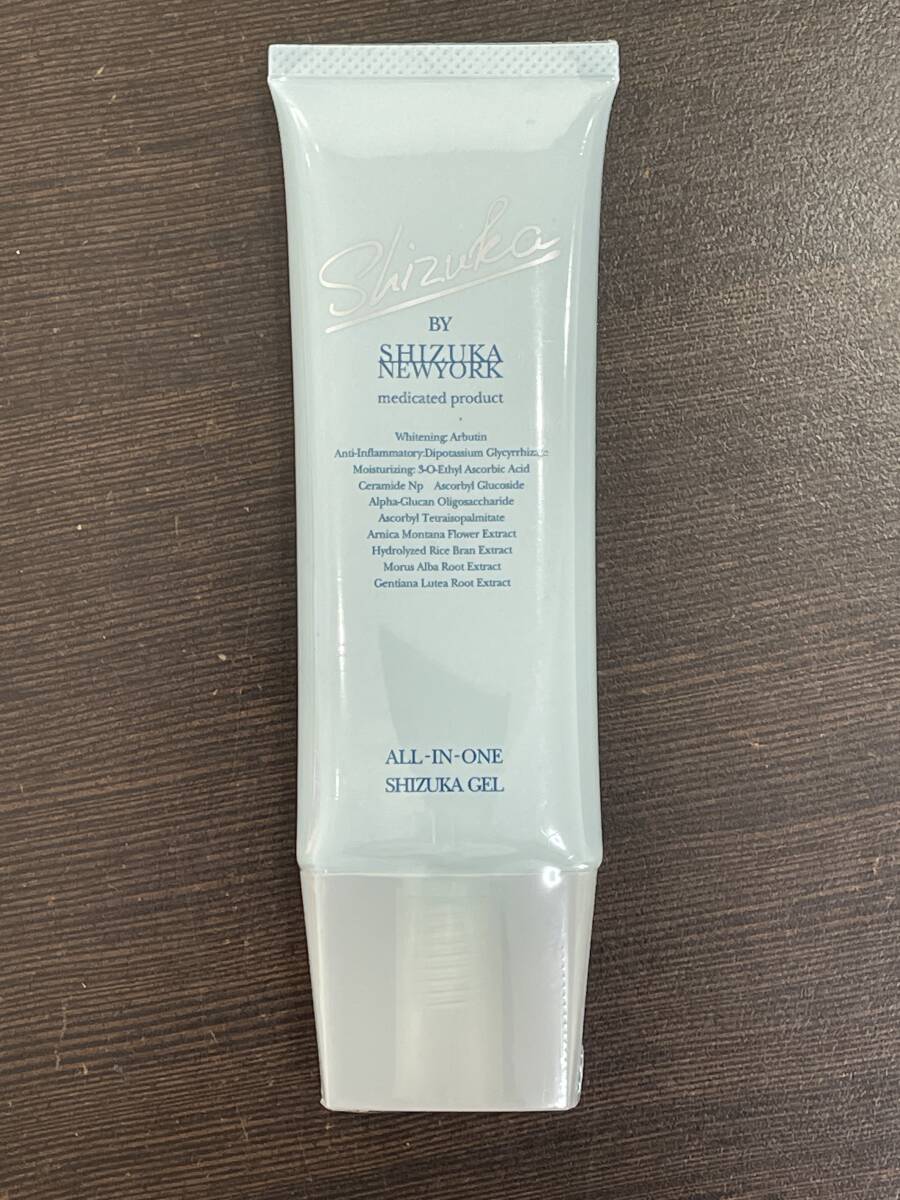 Shizuka
BY
SHIZUKA
NEWYORK
medicated product
Whitening: Arbutin
Anti-Inflammatory:Dipotassium Glycyrrhizate
Moisturizing: 3-O-Ethyl Ascorbic Acid
Ceramide Np Ascorbyl Glucoside
Alpha-Glucan Oligosaccharide
Ascorbyl Tetraisopalmitate
Arnica Montana Flower Extract
Hydrolyzed Rice Bran Extract
Morus Alba Root Extract
Gentiana Lutea Root Extract
ALL-IN-ONE
SHIZUKA GEL